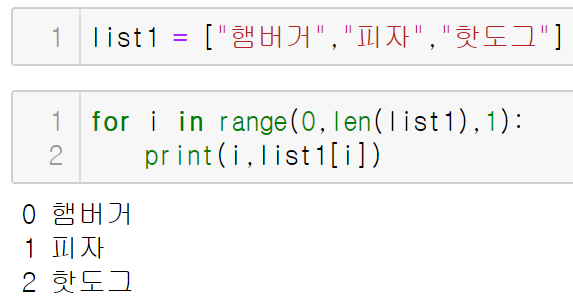 1 list1 = ["햄버거","피자","핫도그"]
1 for i in range(0,len(list1),1):
2     print(i,list1[i])
0 햄버거
1 피자
2 핫도그